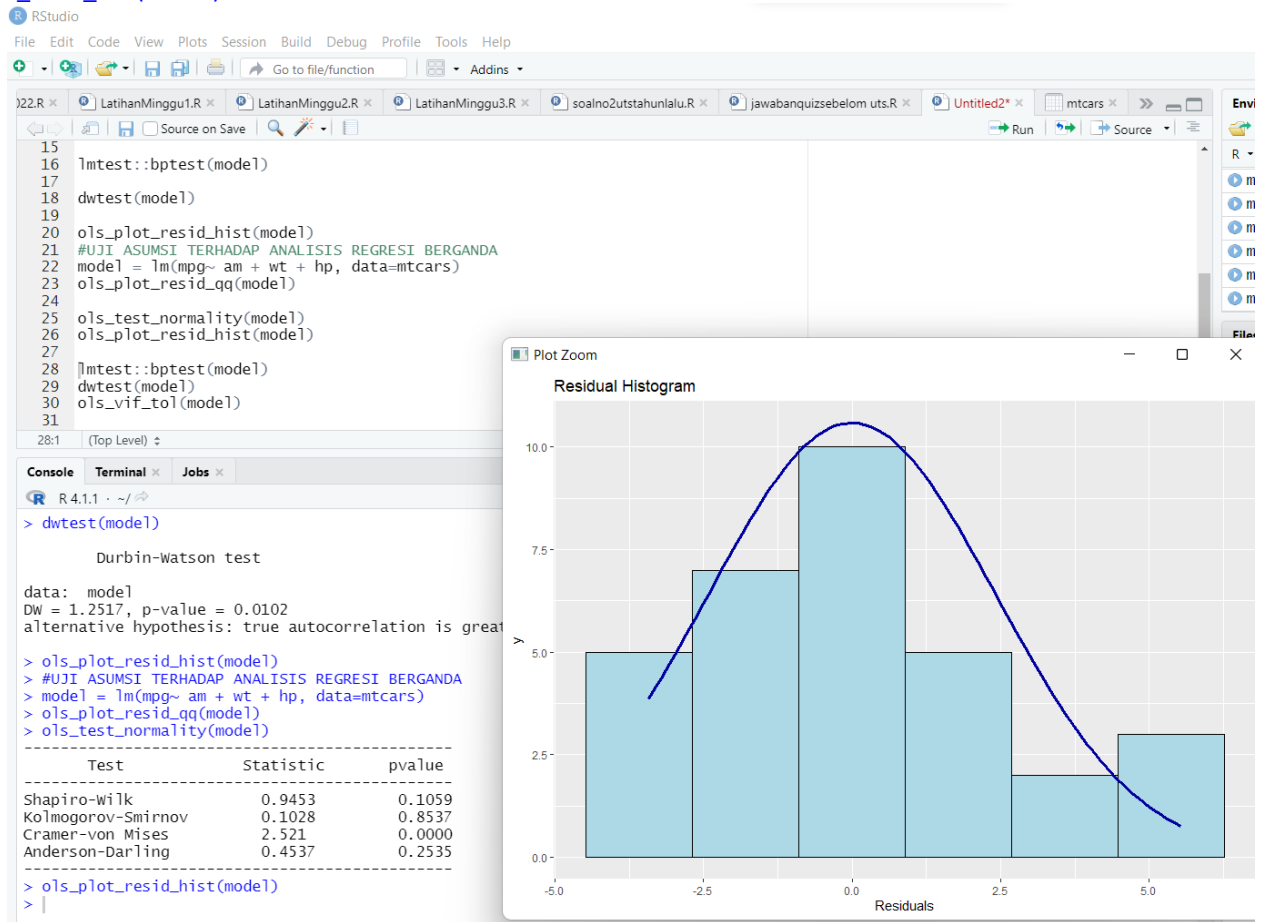 RStudio
File Edit Code View Plots Session Build Debug Profile Tools Help
Go to file/function Addins
022.R LatihanMinggu1.R LatihanMinggu2.R LatihanMinggu3.R soalno2utstahunlalu.R jawabanquizsebelom uts.R Untitled2* mtcars Envi
Source on Save Run Source
R
15
16 lmtest::bptest(model)
17
18 dwtest(model)
19
20 ols_plot_resid_hist(model)
21 #UJI ASUMSI TERHADAP ANALISIS REGRESI BERGANDA
22 model = lm(mpg~ am + wt + hp, data=mtcars)
23 ols_plot_resid_qq(model)
24
25 ols_test_normality(model)
26 ols_plot_resid_hist(model)
27
28 lmtest::bptest(model)
29 dwtest(model)
30 ols_vif_tol(model)
31
28:1 (Top Level)
m
m
m
m
m
m
Files
Console Terminal Jobs
R 4.1.1 · ~/
> dwtest(model)
Durbin-Watson test
data: model
DW = 1.2517, p-value = 0.0102
alternative hypothesis: true autocorrelation is great
> ols_plot_resid_hist(model)
> #UJI ASUMSI TERHADAP ANALISIS REGRESI BERGANDA
> model = lm(mpg~ am + wt + hp, data=mtcars)
> ols_plot_resid_qq(model)
> ols_test_normality(model)
-----------------------------------------------
Test Statistic pvalue
-----------------------------------------------
Shapiro-Wilk 0.9453 0.1059
Kolmogorov-Smirnov 0.1028 0.8537
Cramer-von Mises 2.521 0.0000
Anderson-Darling 0.4537 0.2535
-----------------------------------------------
> ols_plot_resid_hist(model)
>
Plot Zoom
Residual Histogram
10.0
7.5
5.0
2.5
0.0
y
-5.0 -2.5 0.0 2.5 5.0
Residuals